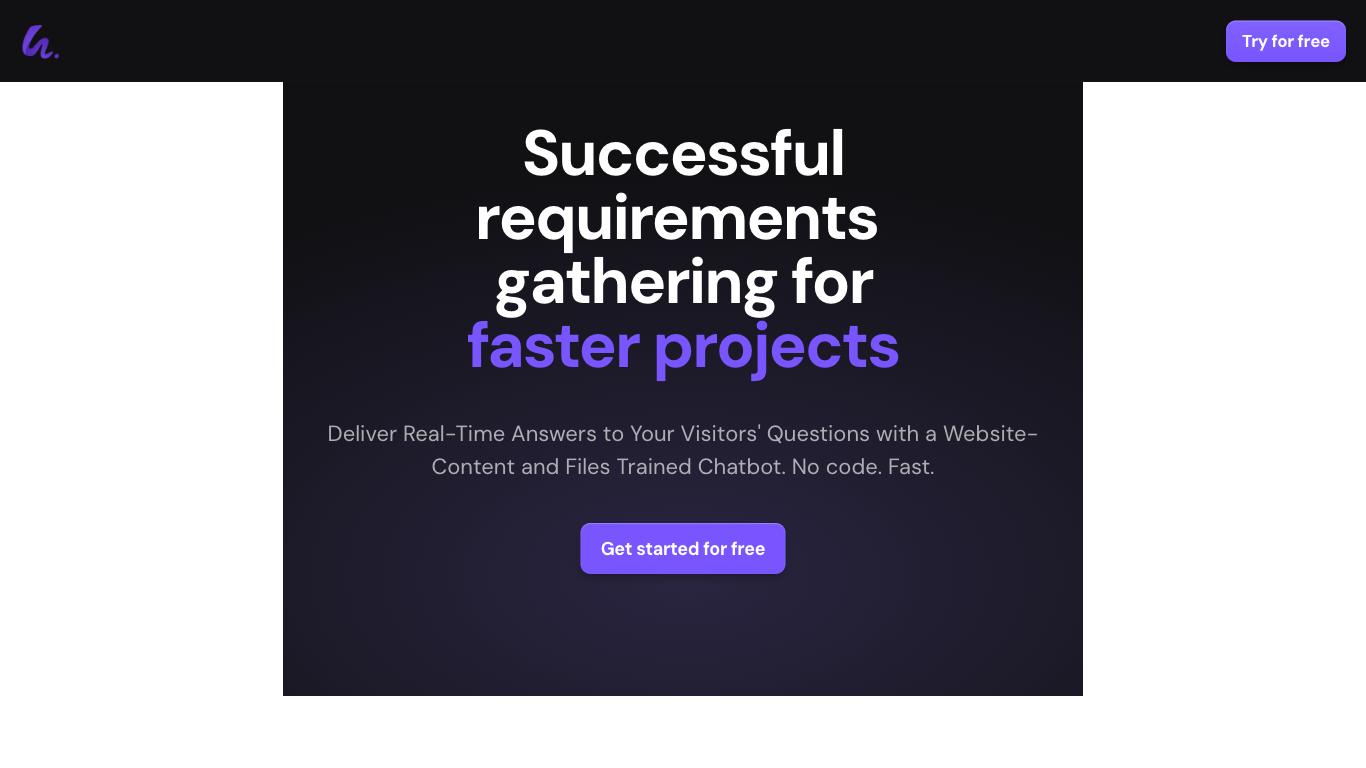 Try for free
Successful
requirements
gathering for
faster projects
Deliver Real-Time Answers to Your Visitors' Questions with a Website-
Content and Files Trained Chatbot. No code. Fast.
Get started for free